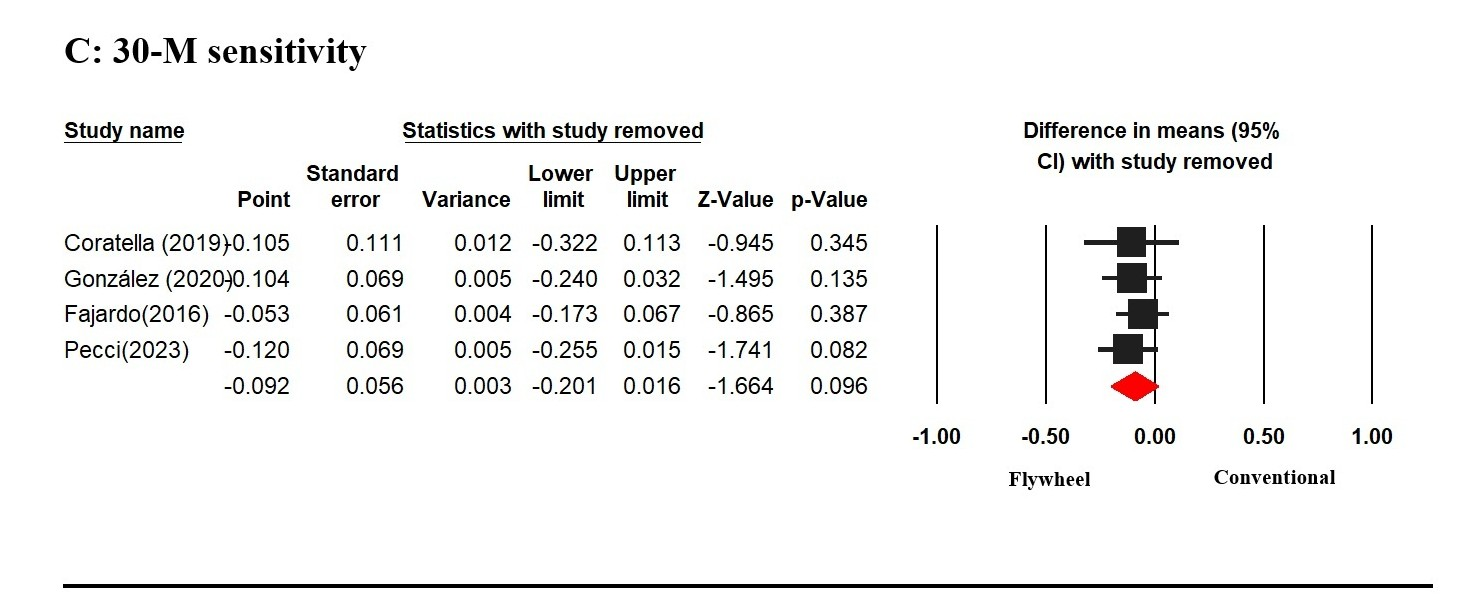 C: 30-M sensitivity
Study name Statistics with study removed Difference in means (95%
CI) with study removed
Standard Lower Upper
Point error Variance limit limit Z-Value p-Value
Coratella (2019) -0.105 0.111 0.012 -0.322 0.113 -0.945 0.345
González (2020) -0.104 0.069 0.005 -0.240 0.032 -1.495 0.135
Fajardo(2016) -0.053 0.061 0.004 -0.173 0.067 -0.865 0.387
Pecci(2023) -0.120 0.069 0.005 -0.255 0.015 -1.741 0.082
-0.092 0.056 0.003 -0.201 0.016 -1.664 0.096
-1.00 -0.50 0.00 0.50 1.00
Flywheel Conventional